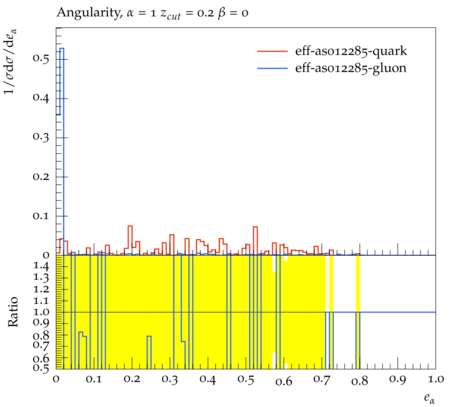 Angularity, α = 1 z_cut = 0.2 β = 0
1/σdσ/de_α
0.5
0.4
0.3
0.2
0.1
0
eff-as012285-quark
eff-as012285-gluon
Ratio
1.4
1.3
1.2
1.1
1.0
0.9
0.8
0.7
0.6
0.5
0 0.1 0.2 0.3 0.4 0.5 0.6 0.7 0.8 0.9 1.0
e_α